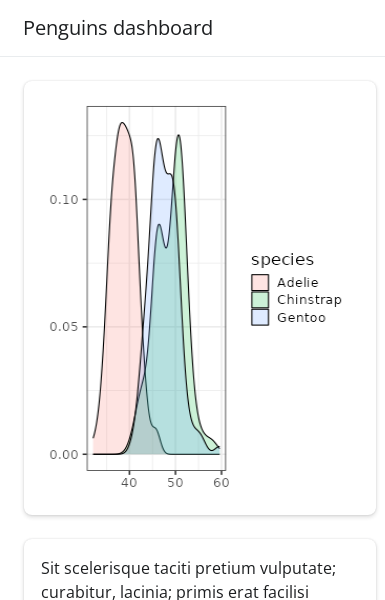 Penguins dashboard
0.10
0.05
0.00
40 50 60
species
Adelie
Chinstrap
Gentoo
Sit scelerisque taciti pretium vulputate;
curabitur, lacinia; primis erat facilisi